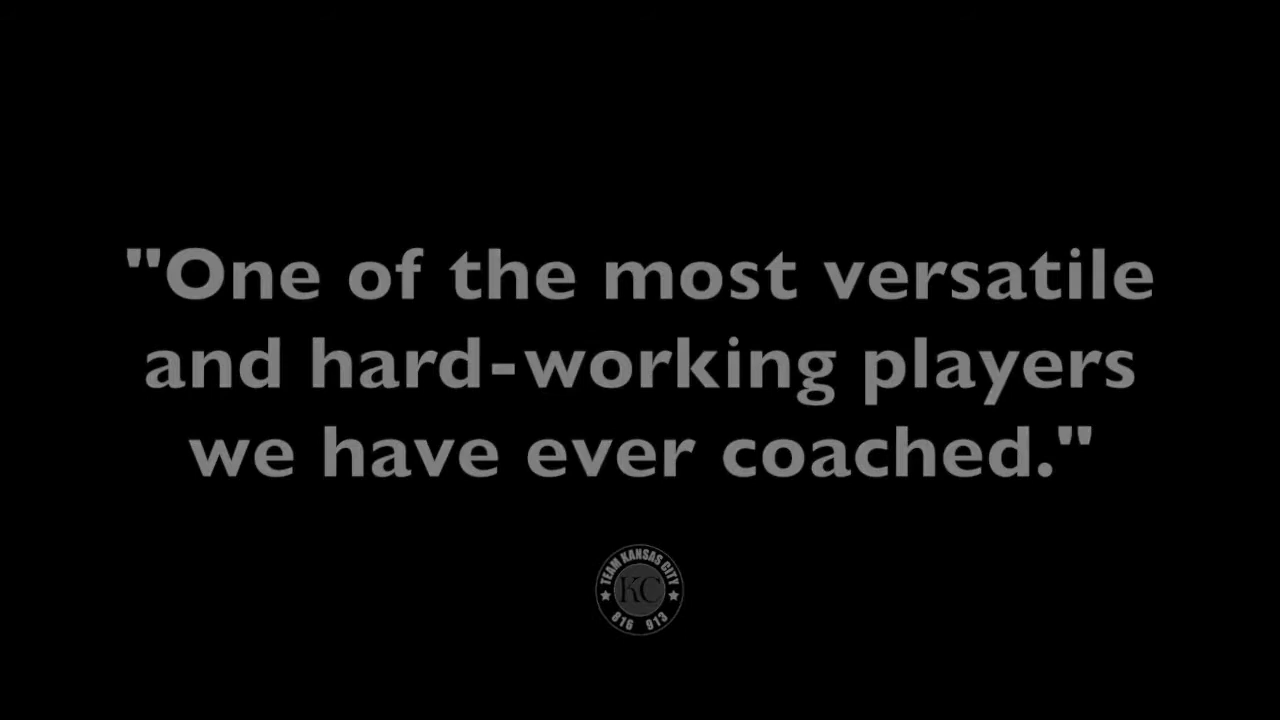 "One of the most versatile
and hard-working players
we have ever coached."
TEAM KANSAS CITY
KC
816 913